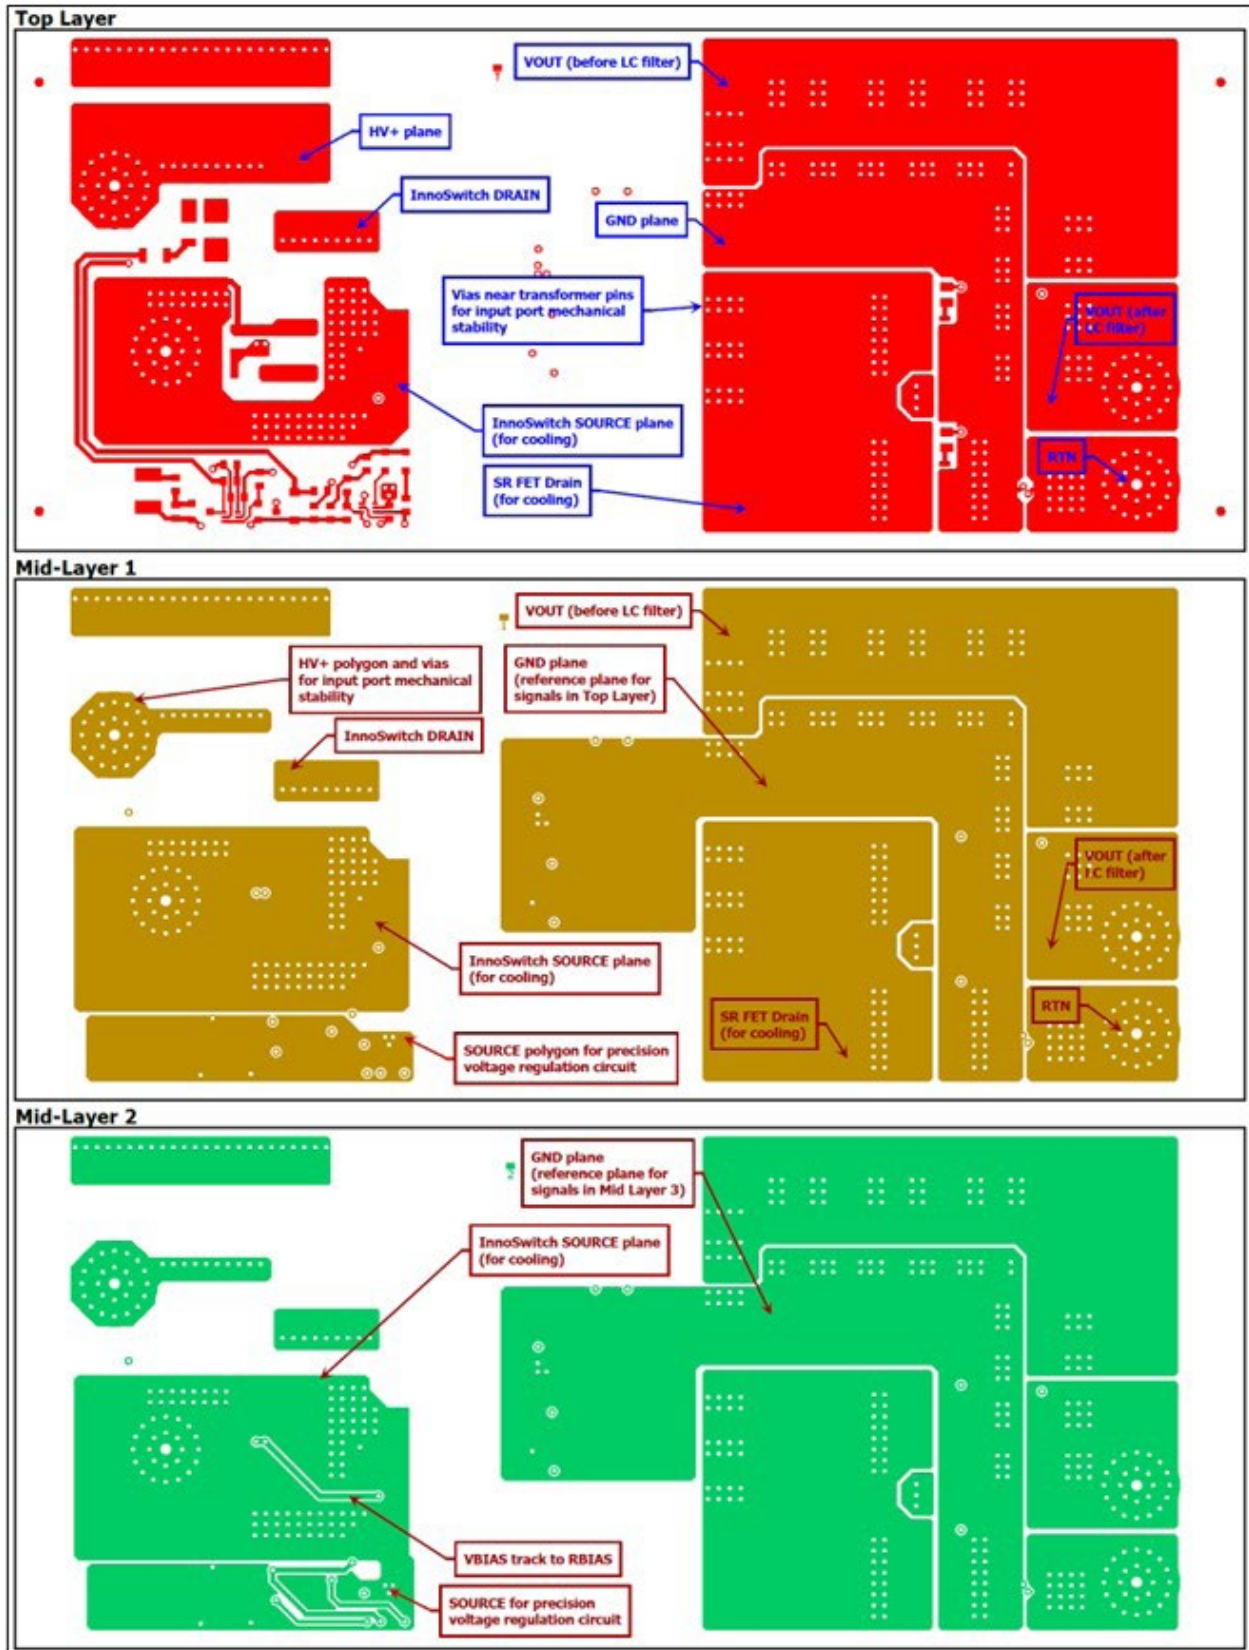 Top Layer
VOUT (before LC filter)
HV+ plane
InnoSwitch DRAIN
GND plane
Vias near transformer pins
for input port mechanical
stability
VOUT (after
LC filter)
InnoSwitch SOURCE plane
(for cooling)
RTN
SR FET Drain
(for cooling)
Mid-Layer 1
VOUT (before LC filter)
HV+ polygon and vias
for input port mechanical
stability
GND plane
(reference plane for
signals in Top Layer)
InnoSwitch DRAIN
VOUT (after
LC filter)
InnoSwitch SOURCE plane
(for cooling)
SR FET Drain
(for cooling)
RTN
SOURCE polygon for precision
voltage regulation circuit
Mid-Layer 2
GND plane
(reference plane for
signals in Mid Layer 3)
InnoSwitch SOURCE plane
(for cooling)
VBIAS track to RBIAS
SOURCE for precision
voltage regulation circuit